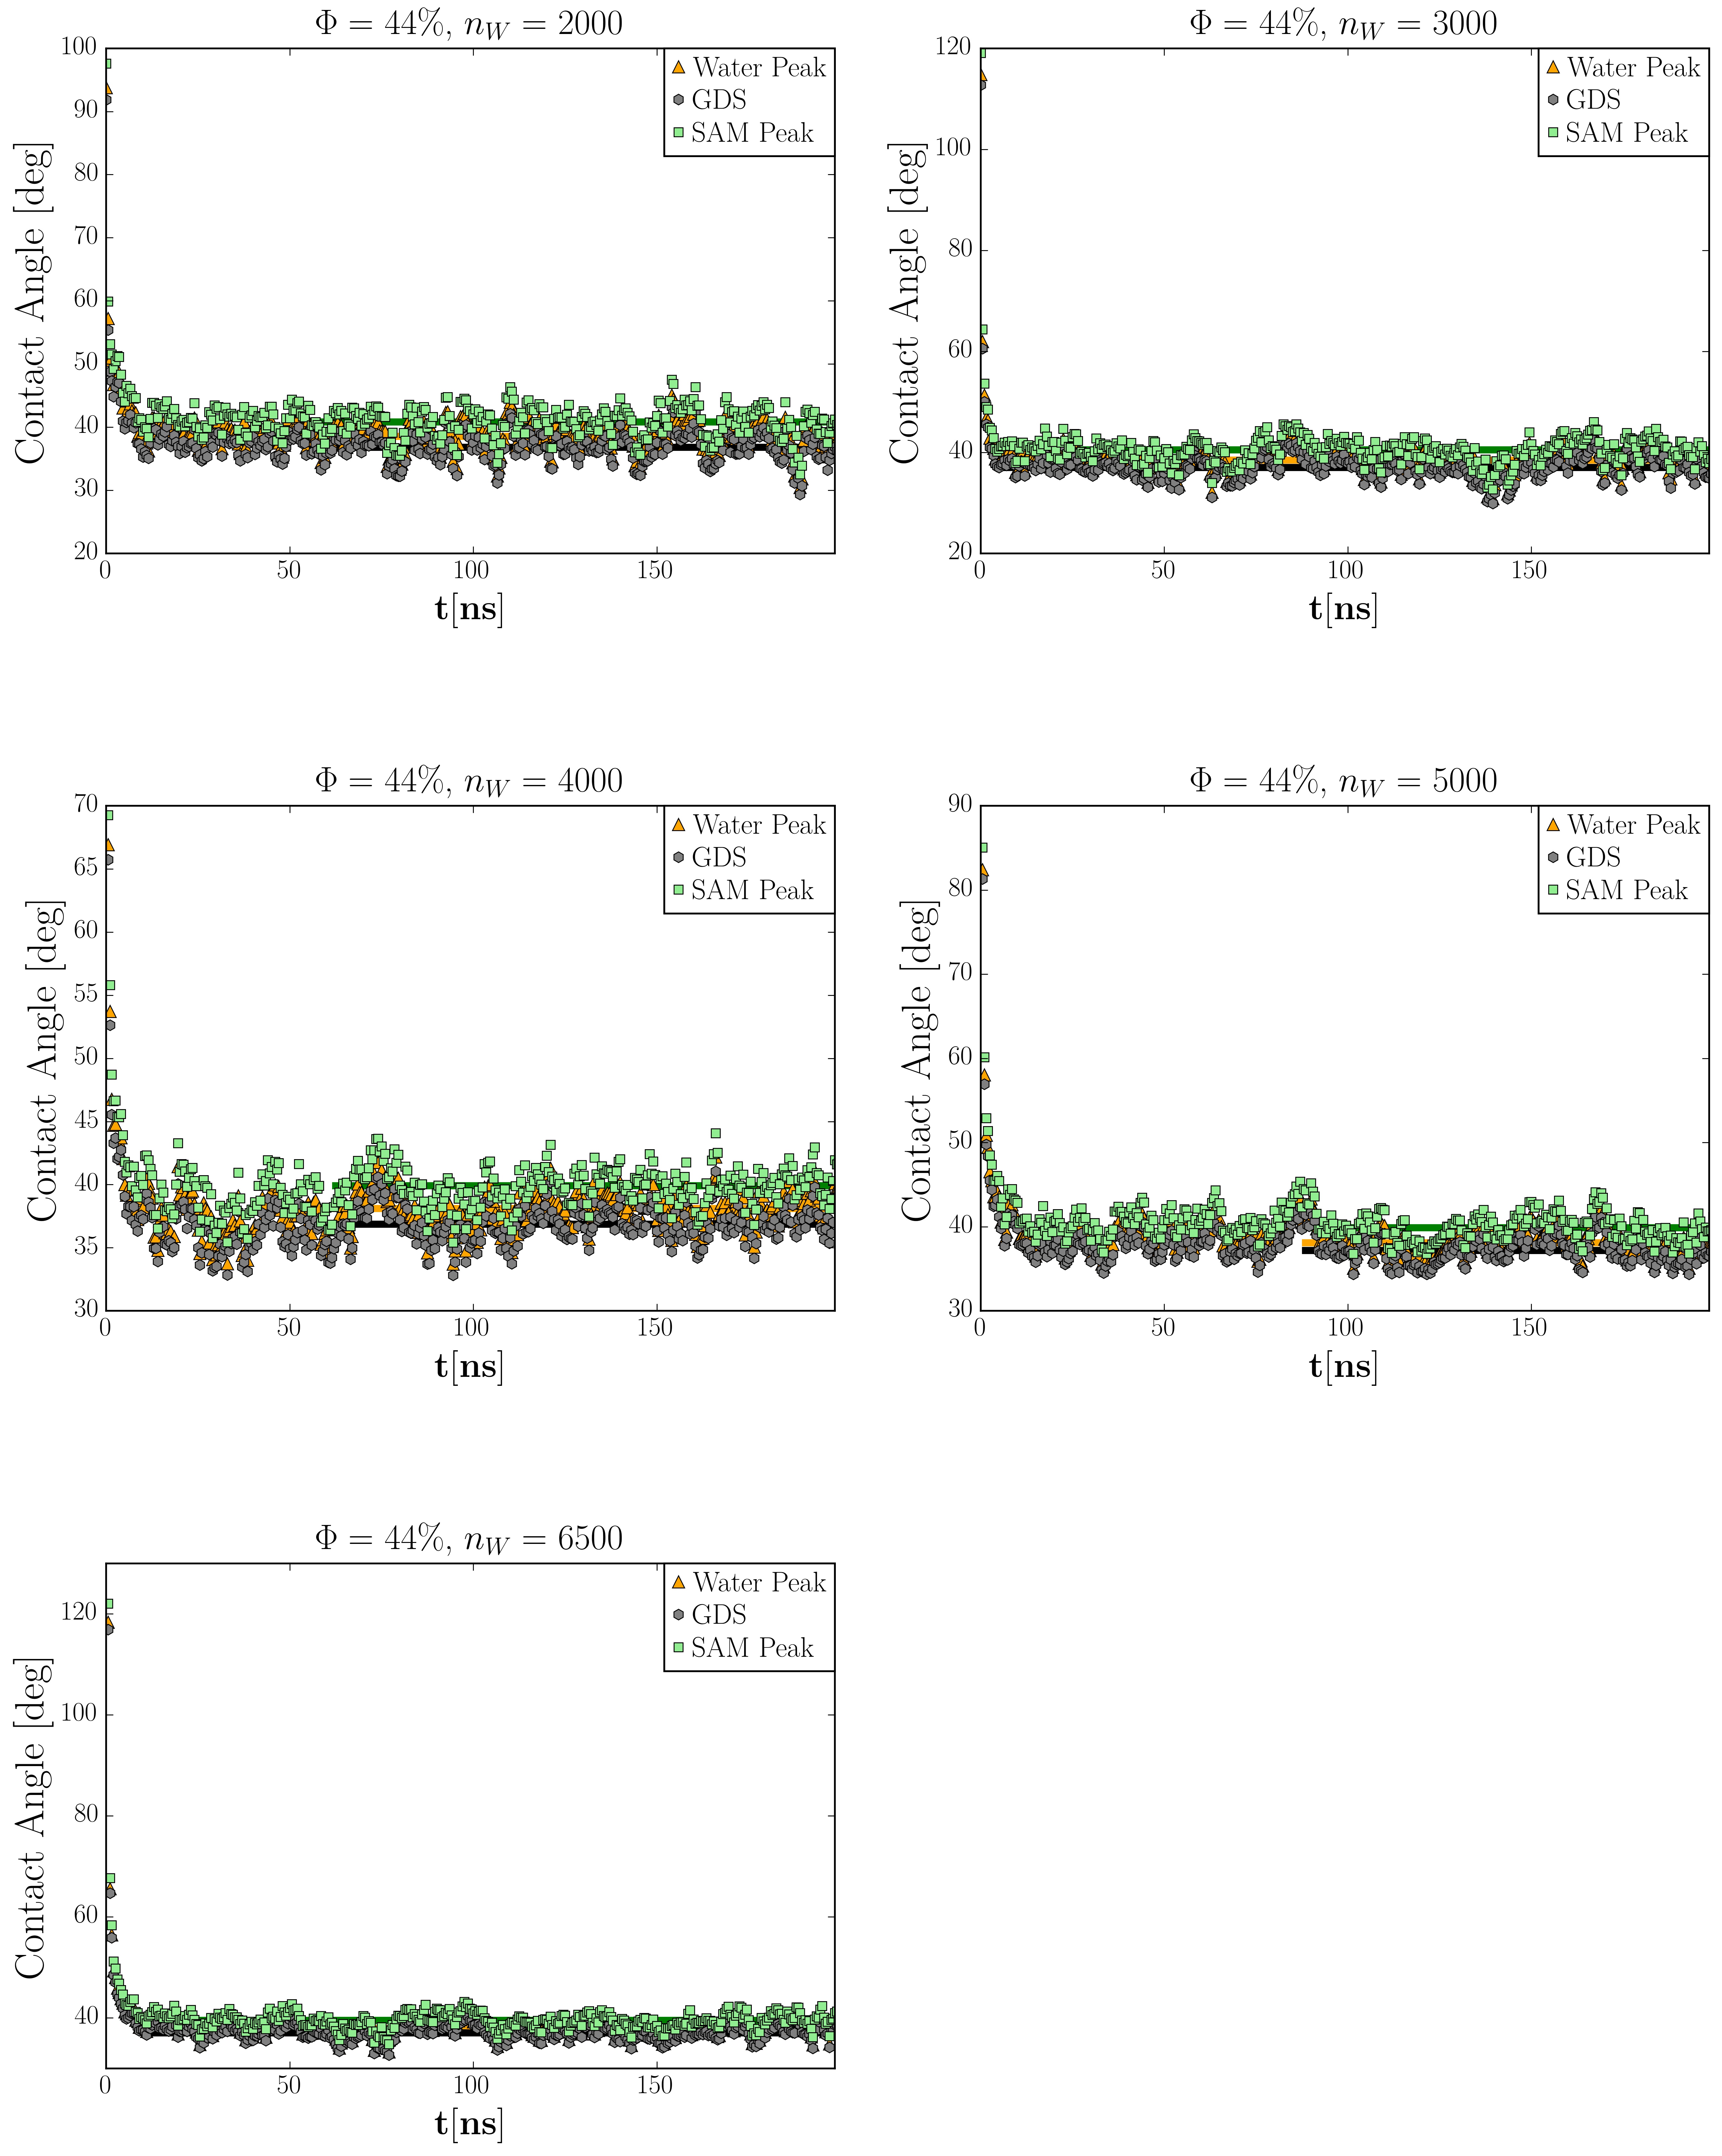 Φ = 44%, n_W = 2000
100
90
80
70
60
50
40
30
20
Contact Angle [deg]
Water Peak
GDS
SAM Peak
0 50 100 150
t[ns]
Φ = 44%, n_W = 3000
120
100
80
60
40
20
Contact Angle [deg]
Water Peak
GDS
SAM Peak
0 50 100 150
t[ns]
Φ = 44%, n_W = 4000
70
65
60
55
50
45
40
35
30
Contact Angle [deg]
Water Peak
GDS
SAM Peak
0 50 100 150
t[ns]
Φ = 44%, n_W = 5000
90
80
70
60
50
40
30
Contact Angle [deg]
Water Peak
GDS
SAM Peak
0 50 100 150
t[ns]
Φ = 44%, n_W = 6500
120
100
80
60
40
Contact Angle [deg]
Water Peak
GDS
SAM Peak
0 50 100 150
t[ns]